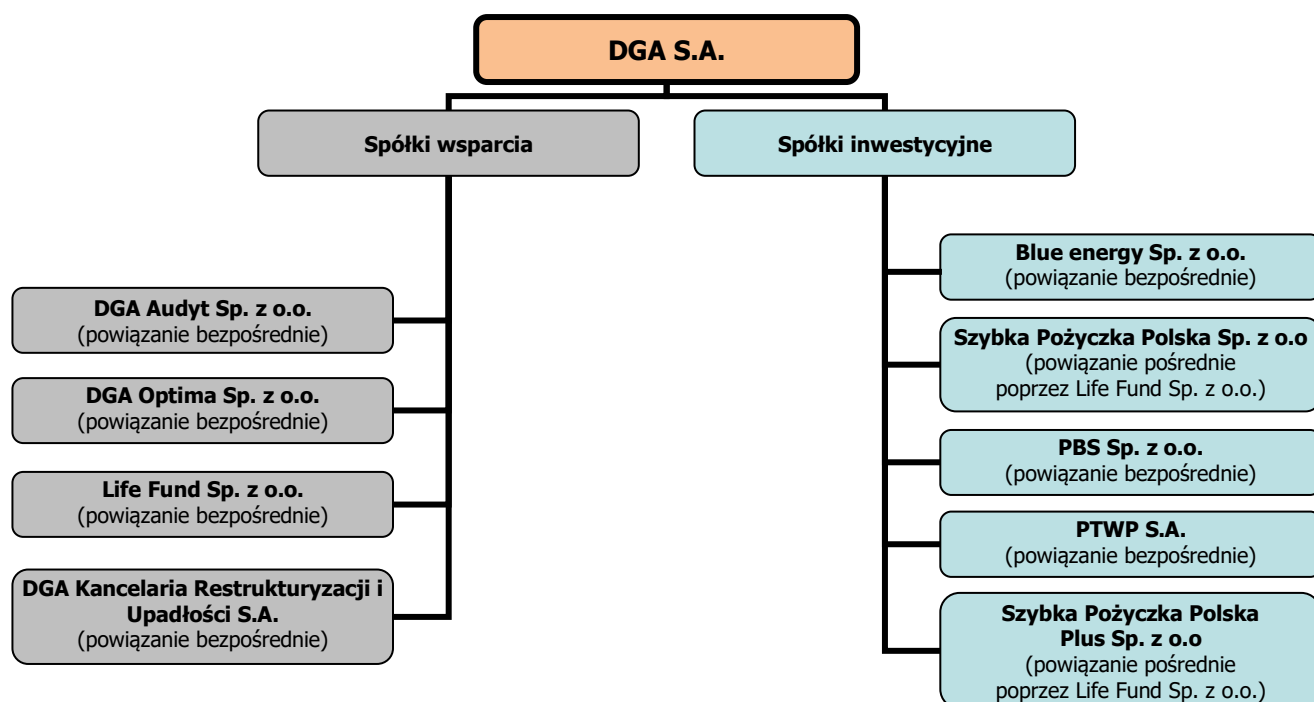 DGA S.A.
Spółki wsparcia
Spółki inwestycyjne
DGA Audyt Sp. z o.o.
(powiązanie bezpośrednie)
DGA Optima Sp. z o.o.
(powiązanie bezpośrednie)
Life Fund Sp. z o.o.
(powiązanie bezpośrednie)
DGA Kancelaria Restrukturyzacji i
Upadłości S.A.
(powiązanie bezpośrednie)
Blue energy Sp. z o.o.
(powiązanie bezpośrednie)
Szybka Pożyczka Polska Sp. z o.o
(powiązanie pośrednie
poprzez Life Fund Sp. z o.o.)
PBS Sp. z o.o.
(powiązanie bezpośrednie)
PTWP S.A.
(powiązanie bezpośrednie)
Szybka Pożyczka Polska
Plus Sp. z o.o
(powiązanie pośrednie
poprzez Life Fund Sp. z o.o.)